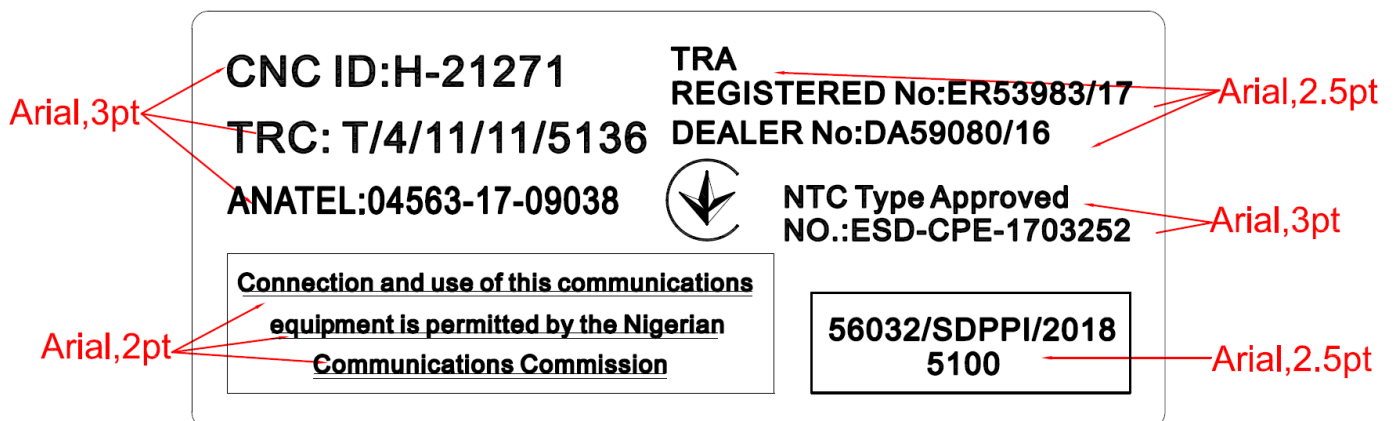 CNC ID:H-21271
TRC: T/4/11/11/5136
ANATEL:04563-17-09038
TRA
REGISTERED No:ER53983/17
DEALER No:DA59080/16
NTC Type Approved
NO.:ESD-CPE-1703252
Connection and use of this communications
equipment is permitted by the Nigerian
Communications Commission
56032/SDPPI/2018
5100
Arial,3pt
Arial,2pt
Arial,2.5pt
Arial,3pt
Arial,2.5pt